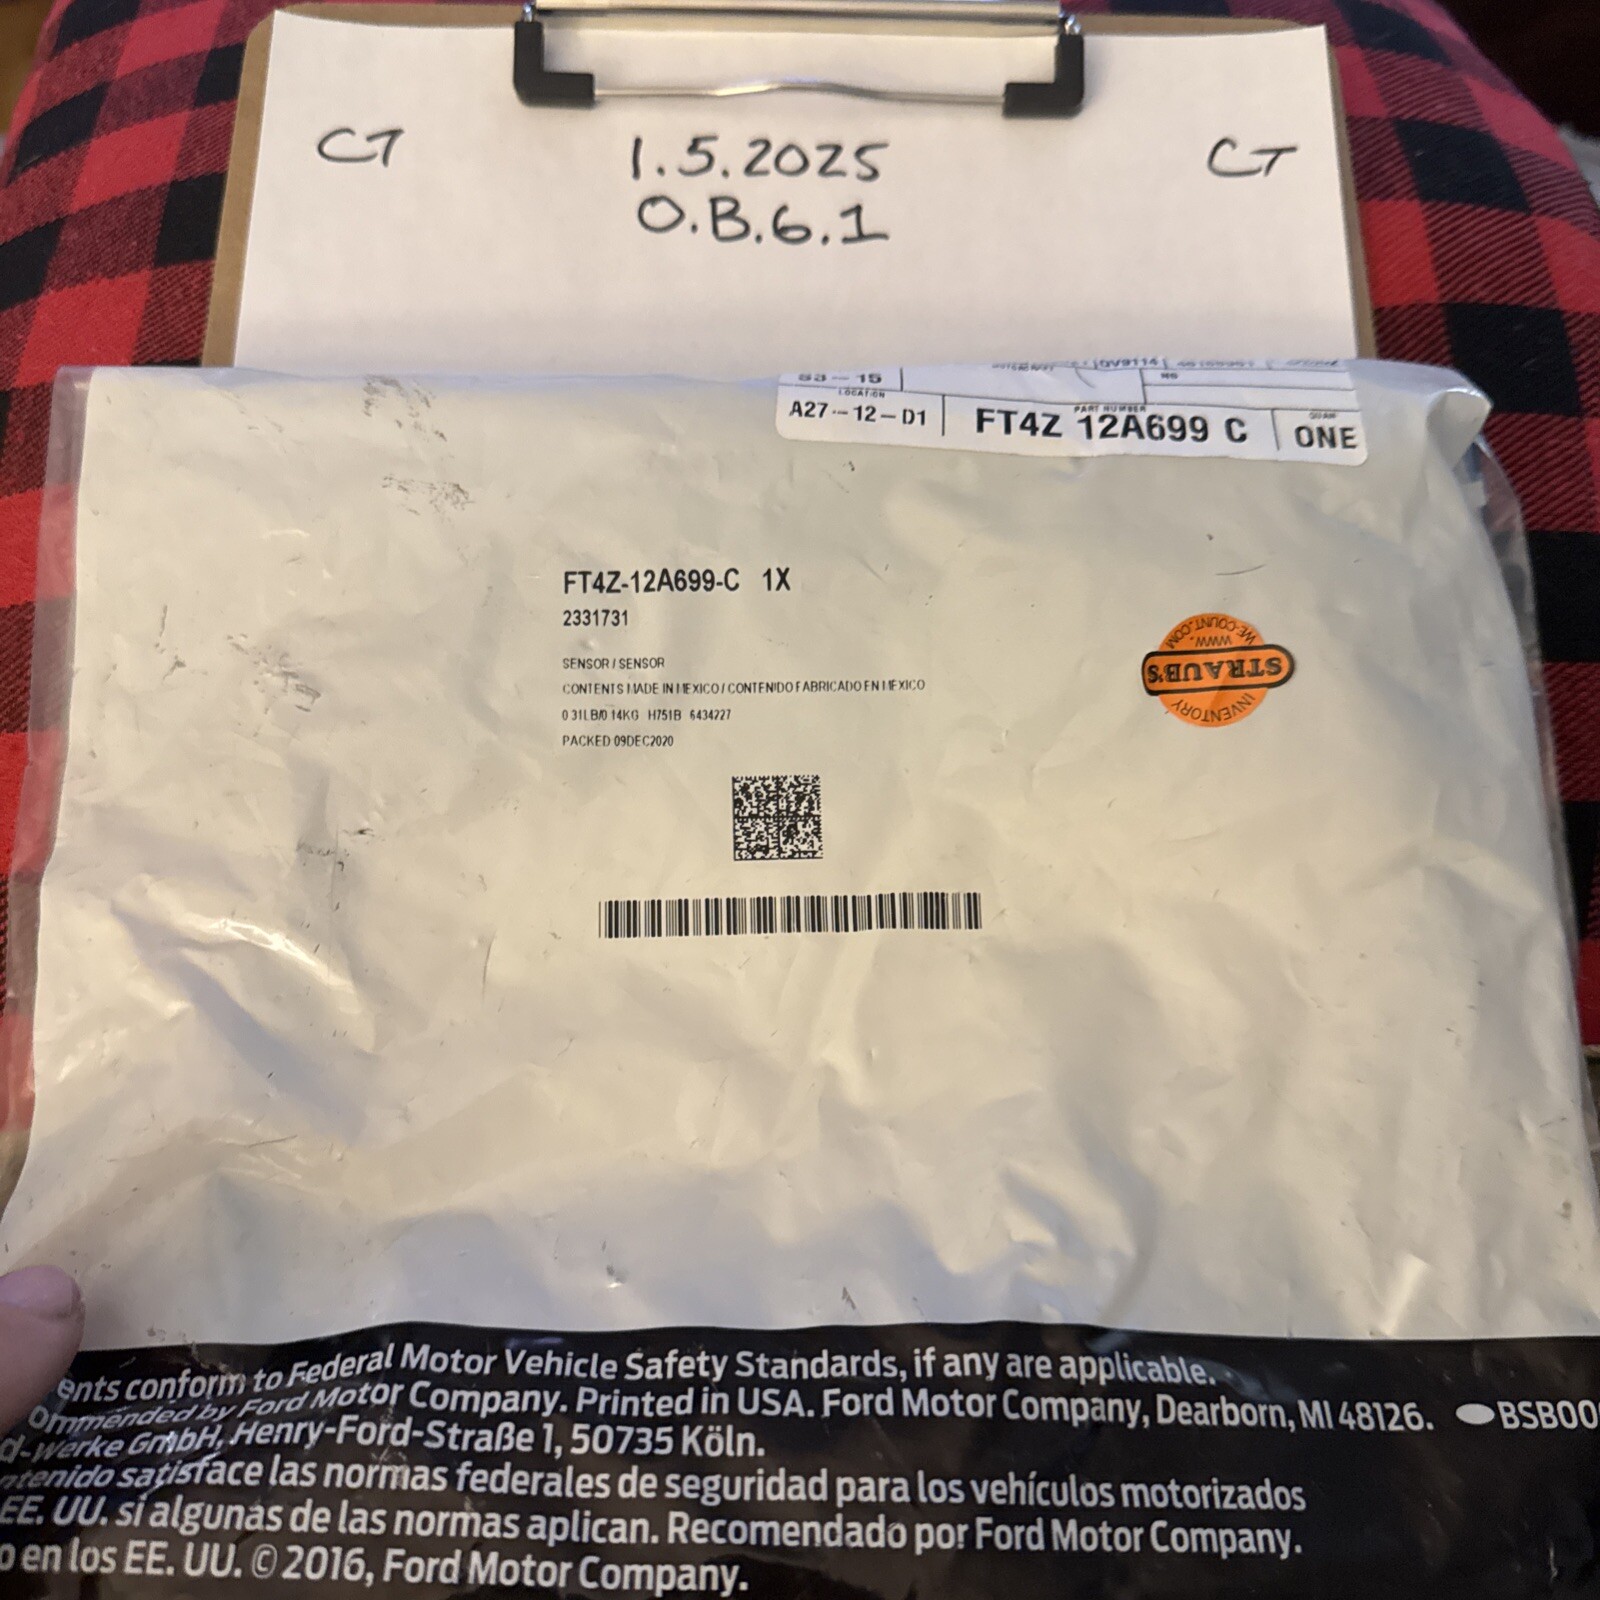 CT 1.5.2025 CT
O.B.6.1
S3-15
LOCATION PART NUMBER QUAN
A27-12-D1 FT4Z 12A699 C ONE
FT4Z-12A699-C 1X
2331731
SENSOR / SENSOR
CONTENTS MADE IN MEXICO / CONTENIDO FABRICADO EN MEXICO
0.31LB/0.14KG H751B 6434227
PACKED 09DEC2020
INVENTORY
STRAUB'S
WWW.
WE-COUNT.COM
ents conform to Federal Motor Vehicle Safety Standards, if any are applicable.
ommended by Ford Motor Company. Printed in USA. Ford Motor Company, Dearborn, MI 48126. BSB00
d-Werke GmbH, Henry-Ford-Straße 1, 50735 Köln.
ntenido satisface las normas federales de seguridad para los vehículos motorizados
EE. UU. si algunas de las normas aplican. Recomendado por Ford Motor Company.
o en los EE. UU. © 2016, Ford Motor Company.